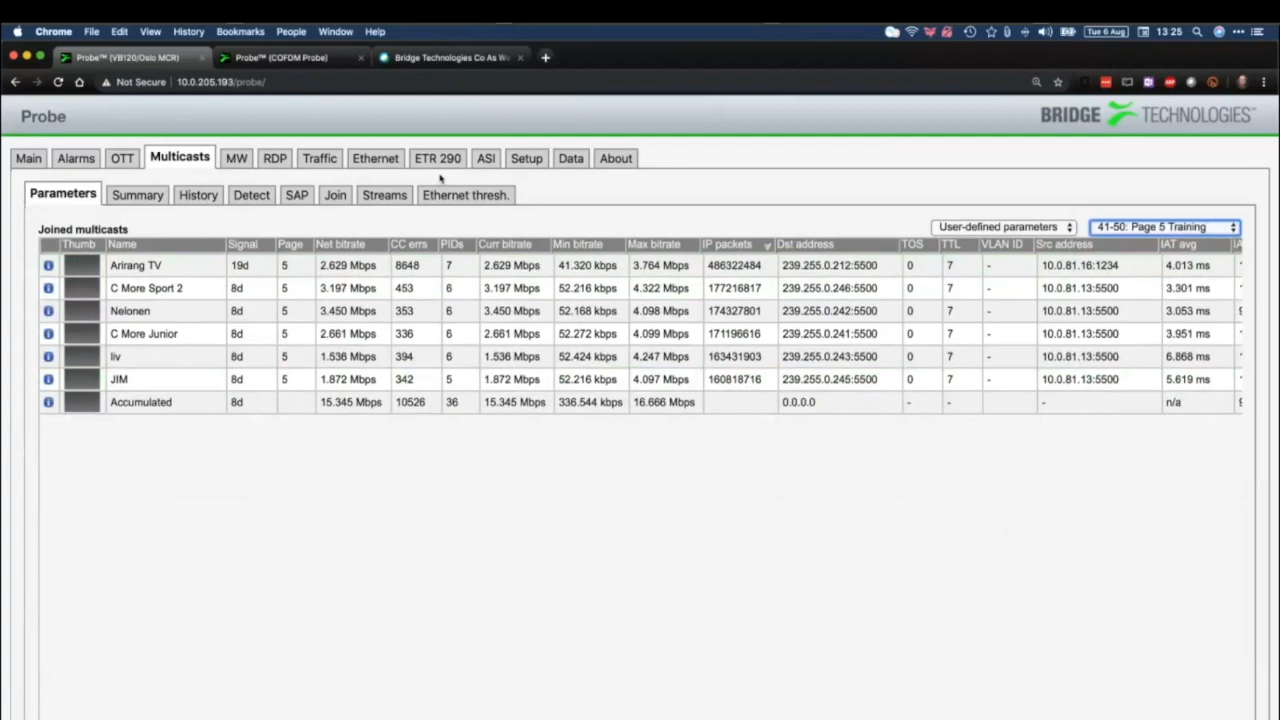 Chrome File Edit View History Bookmarks People Window Help Tue 6 Aug 13 25
Probe™ (VB120/Oslo MCR) Probe™ (COFDM Probe) Bridge Technologies Co As We
Not Secure 10.0.205.193/probe/
Probe BRIDGE TECHNOLOGIES™
Main Alarms OTT Multicasts MW RDP Traffic Ethernet ETR 290 ASI Setup Data About
Parameters Summary History Detect SAP Join Streams Ethernet thresh.
Joined multicasts User-defined parameters 41-50: Page 5 Training
Thumb Name Signal Page Net bitrate CC errs PIDs Curr bitrate Min bitrate Max bitrate IP packets Dst address TOS TTL VLAN ID Src address IAT avg IA
Arirang TV 19d 5 2.629 Mbps 8648 7 2.629 Mbps 41.320 kbps 3.764 Mbps 486322484 239.255.0.212:5500 0 7 - 10.0.81.16:1234 4.013 ms
C More Sport 2 8d 5 3.197 Mbps 453 6 3.197 Mbps 52.216 kbps 4.322 Mbps 177216817 239.255.0.246:5500 0 7 - 10.0.81.13:5500 3.301 ms
Nelonen 8d 5 3.450 Mbps 353 6 3.450 Mbps 52.168 kbps 4.098 Mbps 174327801 239.255.0.242:5500 0 7 - 10.0.81.13:5500 3.053 ms
C More Junior 8d 5 2.661 Mbps 336 6 2.661 Mbps 52.272 kbps 4.099 Mbps 171196616 239.255.0.241:5500 0 7 - 10.0.81.13:5500 3.951 ms
liv 8d 5 1.536 Mbps 394 6 1.536 Mbps 52.424 kbps 4.247 Mbps 163431903 239.255.0.243:5500 0 7 - 10.0.81.13:5500 6.868 ms
JIM 8d 5 1.872 Mbps 342 5 1.872 Mbps 52.216 kbps 4.097 Mbps 160818716 239.255.0.245:5500 0 7 - 10.0.81.13:5500 5.619 ms
Accumulated 8d 15.345 Mbps 10526 36 15.345 Mbps 336.544 kbps 16.666 Mbps 0.0.0.0 - - - n/a